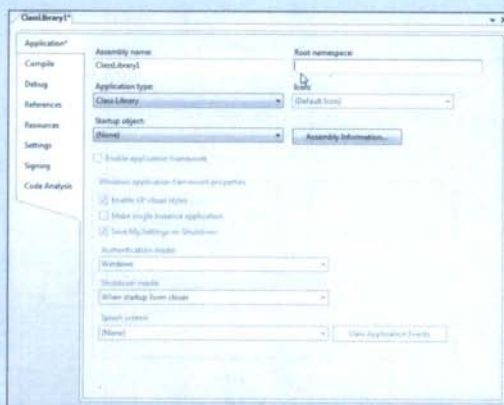 ClassLibrary1*
Application*
Compile
Debug
References
Resources
Settings
Signing
Code Analysis
Assembly name:
ClassLibrary1
Root namespace:
Application type:
Class Library
Icon:
(Default Icon)
Startup object:
(None)
Assembly Information...
Enable application framework
Windows application framework properties
Enable XP visual styles
Make single instance application
Save My.Settings on Shutdown
Authentication mode:
Windows
Shutdown mode:
When startup form closes
Splash screen:
(None)
View Application Events